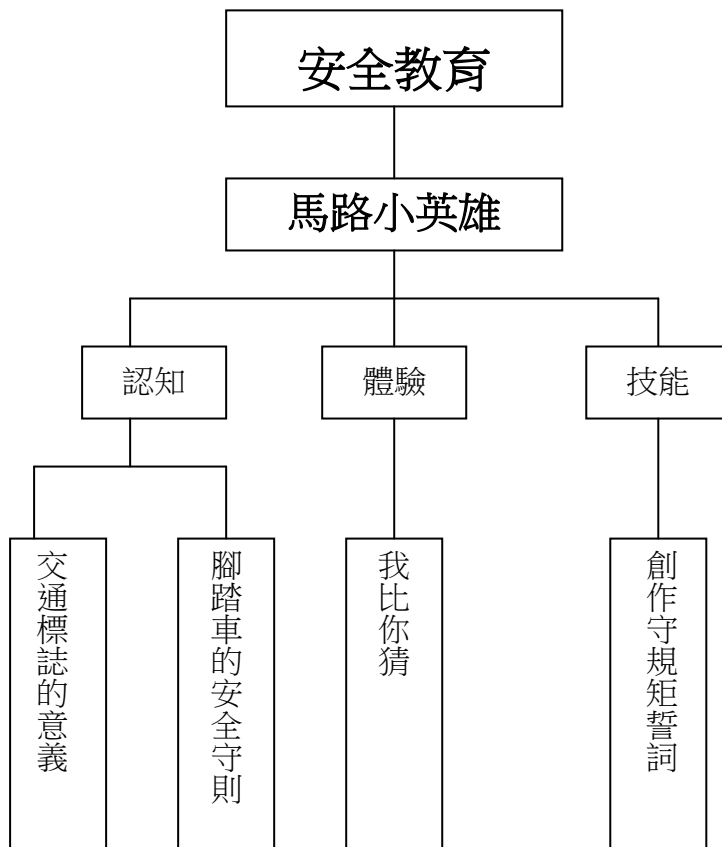 安全教育
馬路小英雄
認知
體驗
技能
交通標誌的意義
腳踏車的安全守則
我比你猜
創作守規矩誓詞